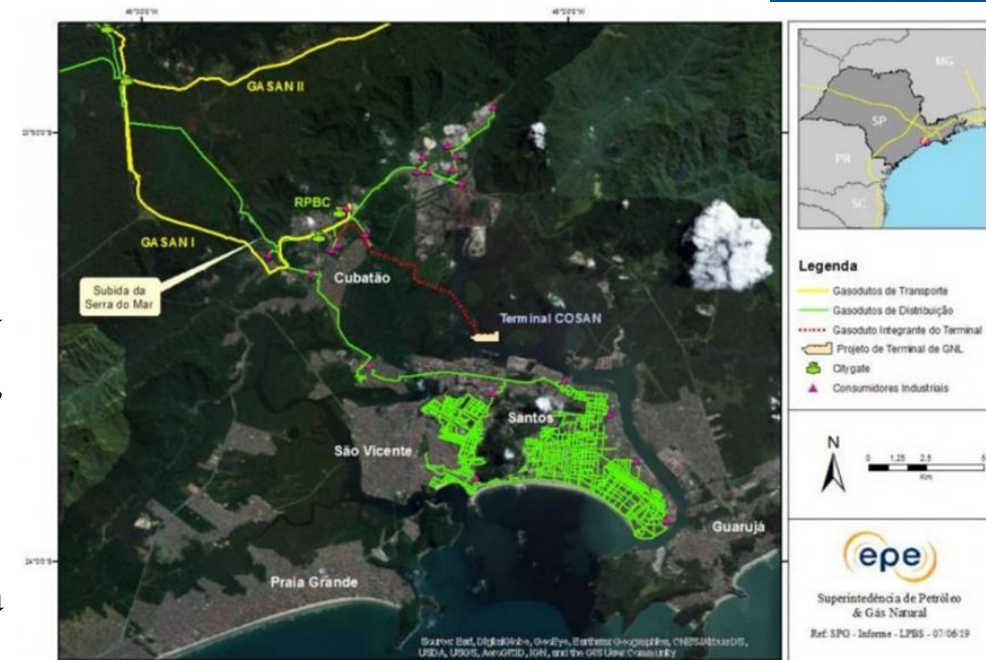 GASAN II
RPBC
GASAN I
Subida da
Serra do Mar
Cubatão
Terminal COSAN
Santos
São Vicente
Guarujá
Praia Grande
MG
SP
PR
SC
Legenda
Gasodutos de Transporte
Gasodutos de Distribuição
Gasoduto Integrante do Terminal
Projeto de Terminal de GNL
Citygate
Consumidores Industriais
N
0 1,25 2,5 5
Km
epe
Superintedência de Petróleo
& Gás Natural
Ref: SPG - Informe - LPBS - 07/06/19